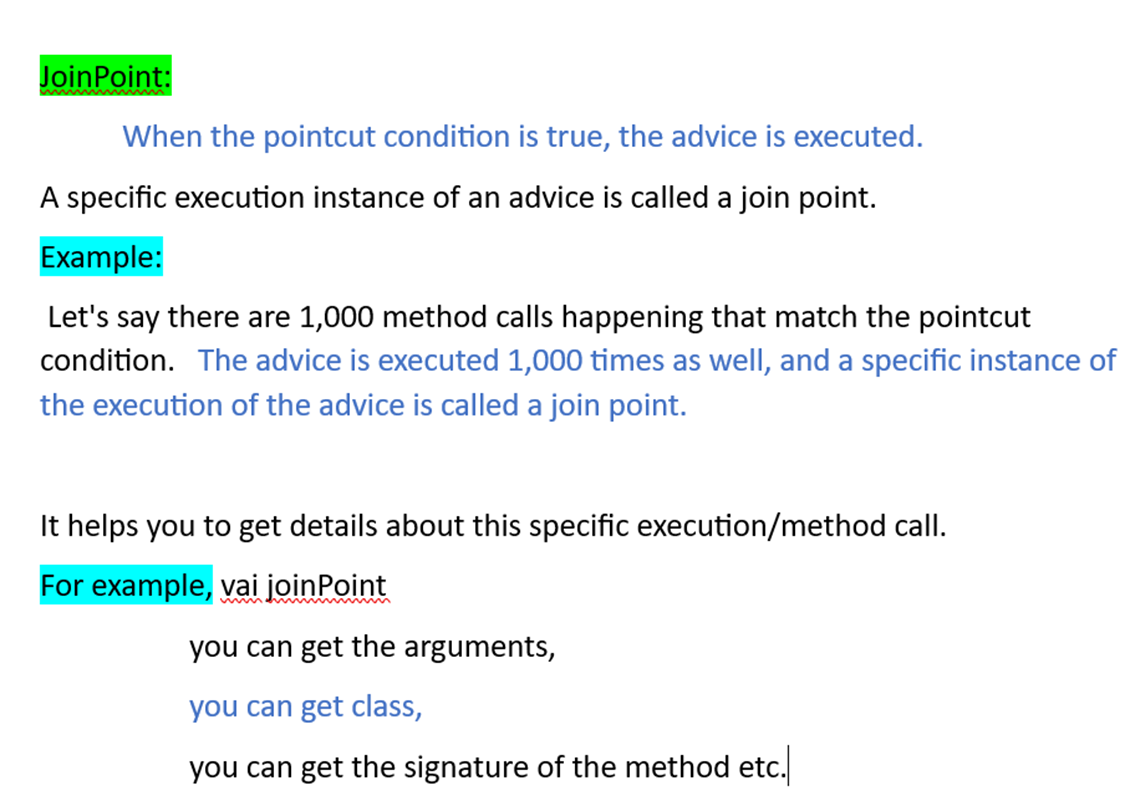 JoinPoint:
When the pointcut condition is true, the advice is executed.
A specific execution instance of an advice is called a join point.
Example:
Let's say there are 1,000 method calls happening that match the pointcut
condition. The advice is executed 1,000 times as well, and a specific instance of
the execution of the advice is called a join point.
It helps you to get details about this specific execution/method call.
For example, vai joinPoint
you can get the arguments,
you can get class,
you can get the signature of the method etc.